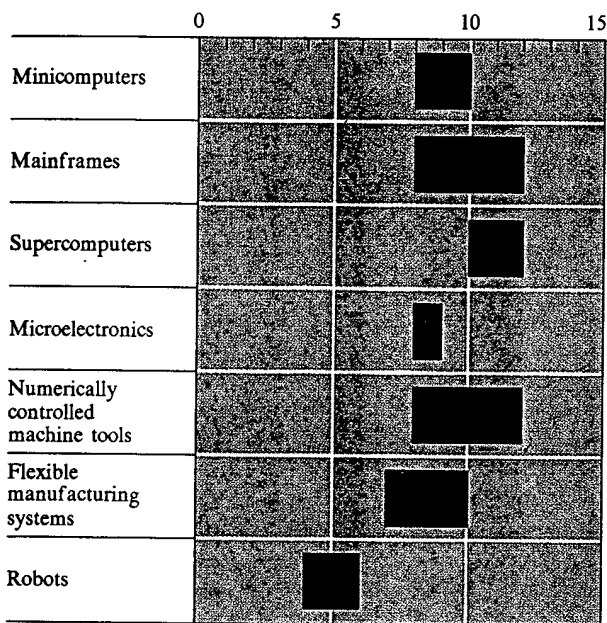 0 5 10 15
Minicomputers
Mainframes
Supercomputers
Microelectronics
Numerically
controlled
machine tools
Flexible
manufacturing
systems
Robots